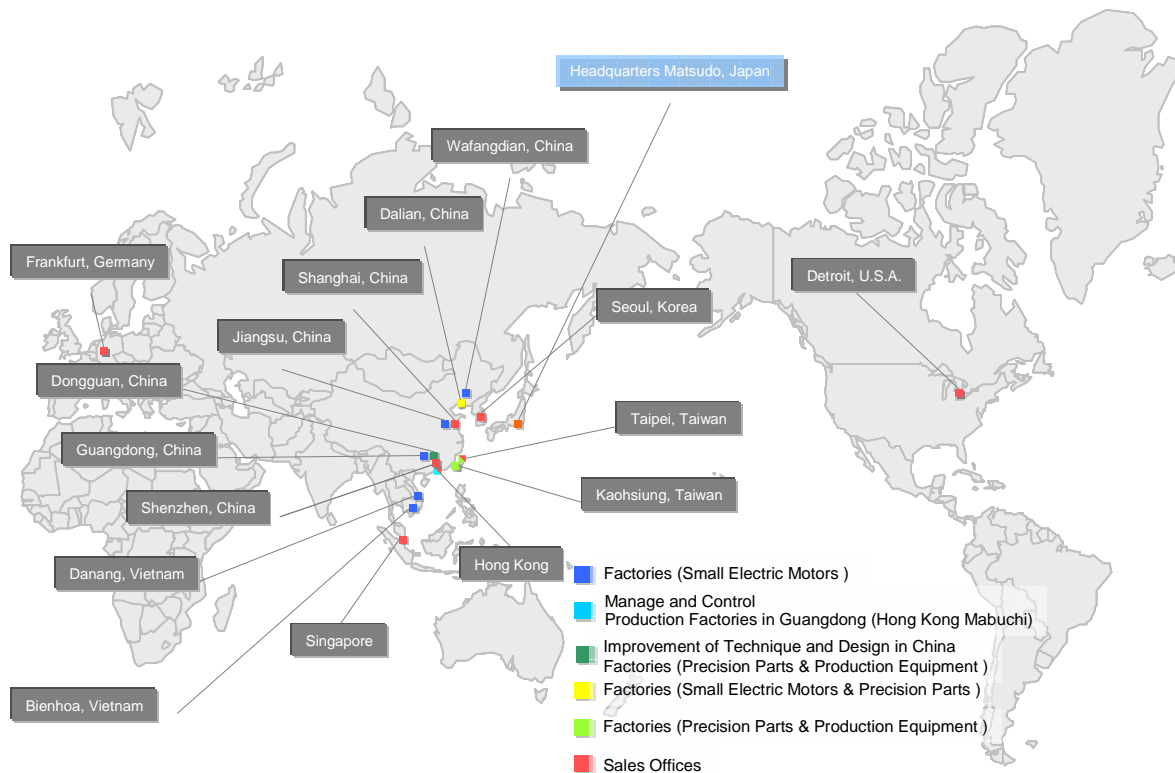 Headquarters Matsudo, Japan
Wafangdian, China
Dalian, China
Frankfurt, Germany
Shanghai, China
Detroit, U.S.A.
Seoul, Korea
Jiangsu, China
Dongguan, China
Taipei, Taiwan
Guangdong, China
Kaohsiung, Taiwan
Shenzhen, China
Hong Kong
Danang, Vietnam
Singapore
Bienhoa, Vietnam
Factories (Small Electric Motors )
Manage and Control
Production Factories in Guangdong (Hong Kong Mabuchi)
Improvement of Technique and Design in China
Factories (Precision Parts & Production Equipment )
Factories (Small Electric Motors & Precision Parts )
Factories (Precision Parts & Production Equipment )
Sales Offices